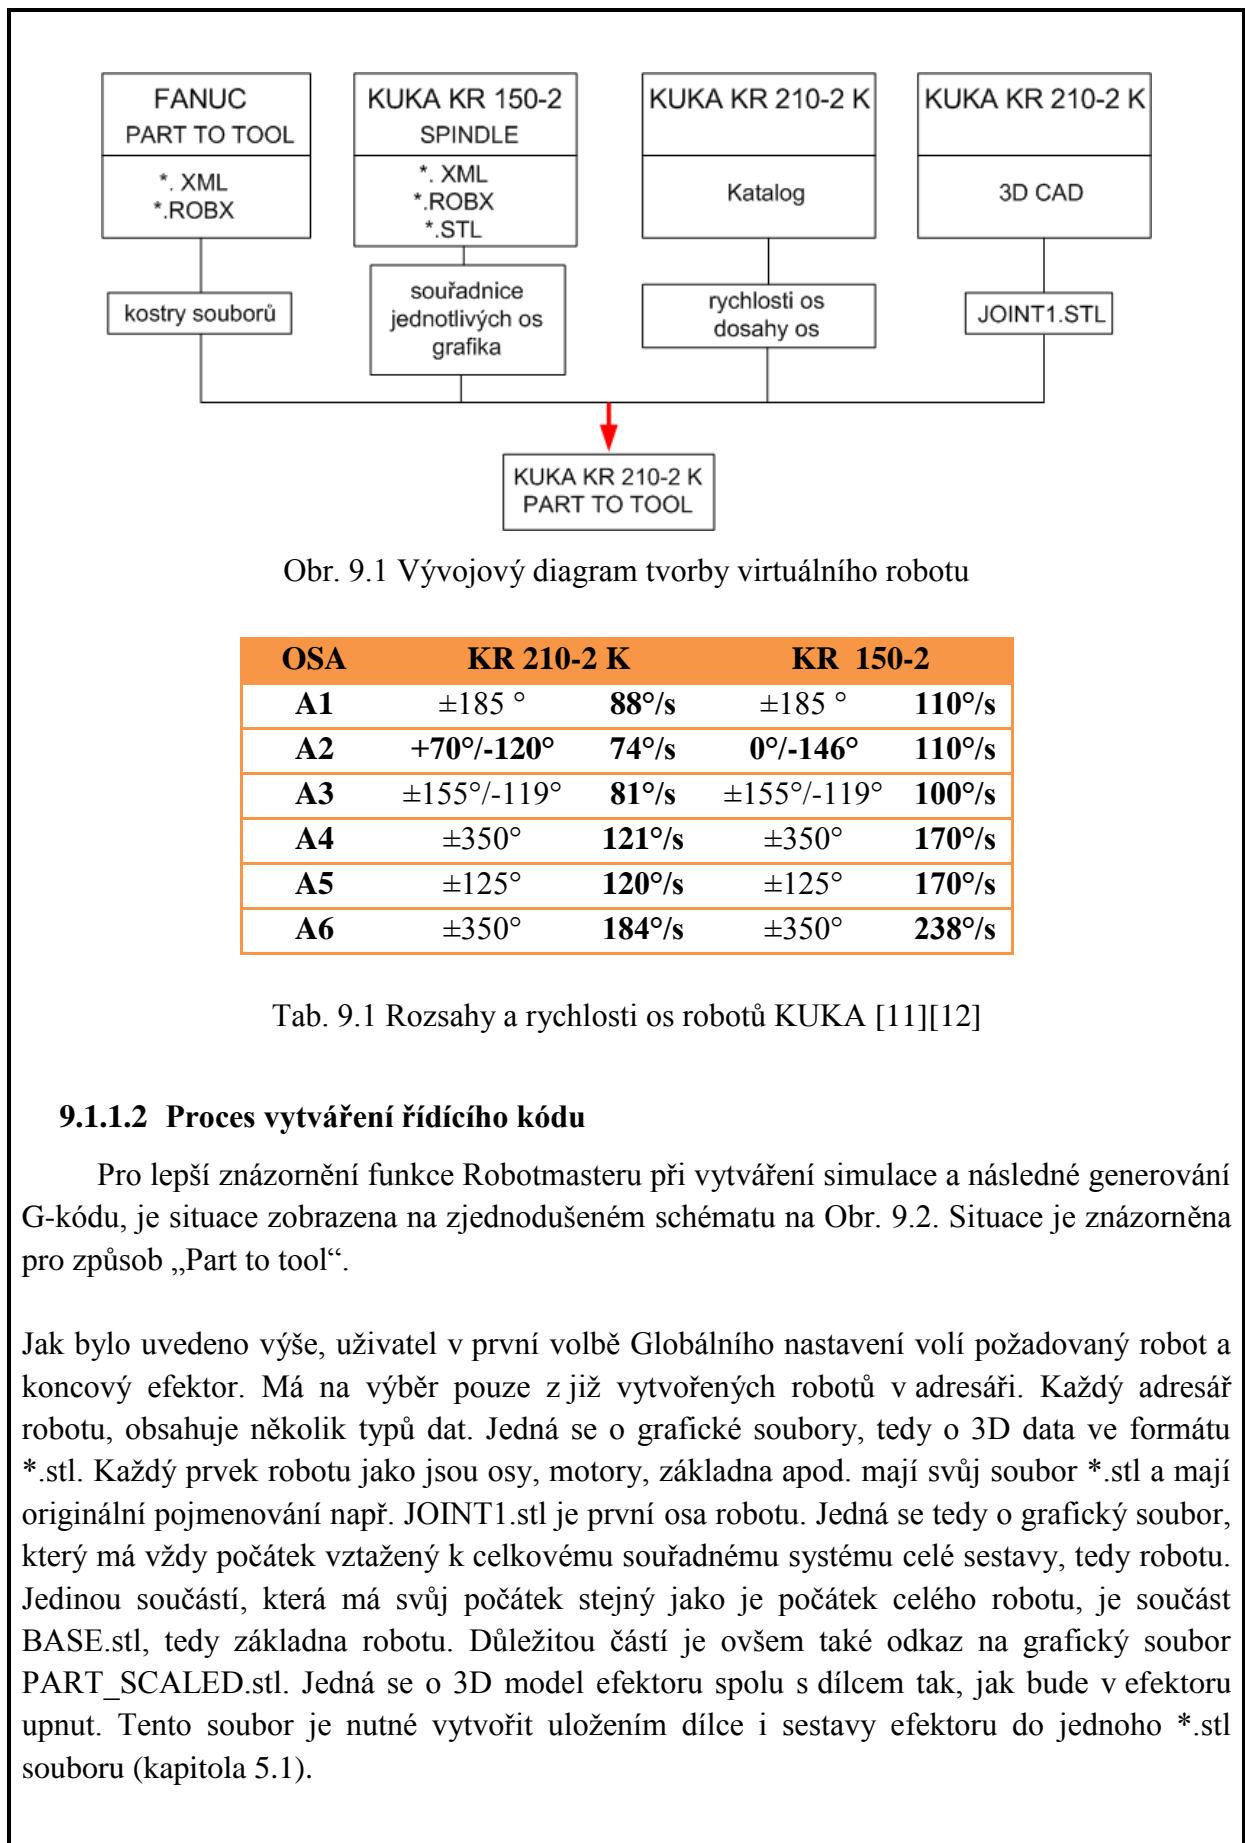 FANUC
PART TO TOOL
*. XML
*.ROBX
kostry souborů
KUKA KR 150-2
SPINDLE
*. XML
*.ROBX
*.STL
souřadnice
jednotlivých os
grafika
KUKA KR 210-2 K
Katalog
rychlosti os
dosahy os
KUKA KR 210-2 K
3D CAD
JOINT1.STL
KUKA KR 210-2 K
PART TO TOOL
Obr. 9.1 Vývojový diagram tvorby virtuálního robotu
OSA KR 210-2 K KR 150-2
A1 ±185 ° 88°/s ±185 ° 110°/s
A2 +70°/-120° 74°/s 0°/-146° 110°/s
A3 ±155°/-119° 81°/s ±155°/-119° 100°/s
A4 ±350° 121°/s ±350° 170°/s
A5 ±125° 120°/s ±125° 170°/s
A6 ±350° 184°/s ±350° 238°/s
Tab. 9.1 Rozsahy a rychlosti os robotů KUKA [11][12]
9.1.1.2 Proces vytváření řídícího kódu
Pro lepší znázornění funkce Robotmasteru při vytváření simulace a následné generování
G-kódu, je situace zobrazena na zjednodušeném schématu na Obr. 9.2. Situace je znázorněna
pro způsob „Part to tool“.
Jak bylo uvedeno výše, uživatel v první volbě Globálního nastavení volí požadovaný robot a
koncový efektor. Má na výběr pouze z již vytvořených robotů v adresáři. Každý adresář
robotu, obsahuje několik typů dat. Jedná se o grafické soubory, tedy o 3D data ve formátu
*.stl. Každý prvek robotu jako jsou osy, motory, základna apod. mají svůj soubor *.stl a mají
originální pojmenování např. JOINT1.stl je první osa robotu. Jedná se tedy o grafický soubor,
který má vždy počátek vztažený k celkovému souřadnému systému celé sestavy, tedy robotu.
Jedinou součástí, která má svůj počátek stejný jako je počátek celého robotu, je součást
BASE.stl, tedy základna robotu. Důležitou částí je ovšem také odkaz na grafický soubor
PART_SCALED.stl. Jedná se o 3D model efektoru spolu s dílcem tak, jak bude v efektoru
upnut. Tento soubor je nutné vytvořit uložením dílce i sestavy efektoru do jednoho *.stl
souboru (kapitola 5.1).